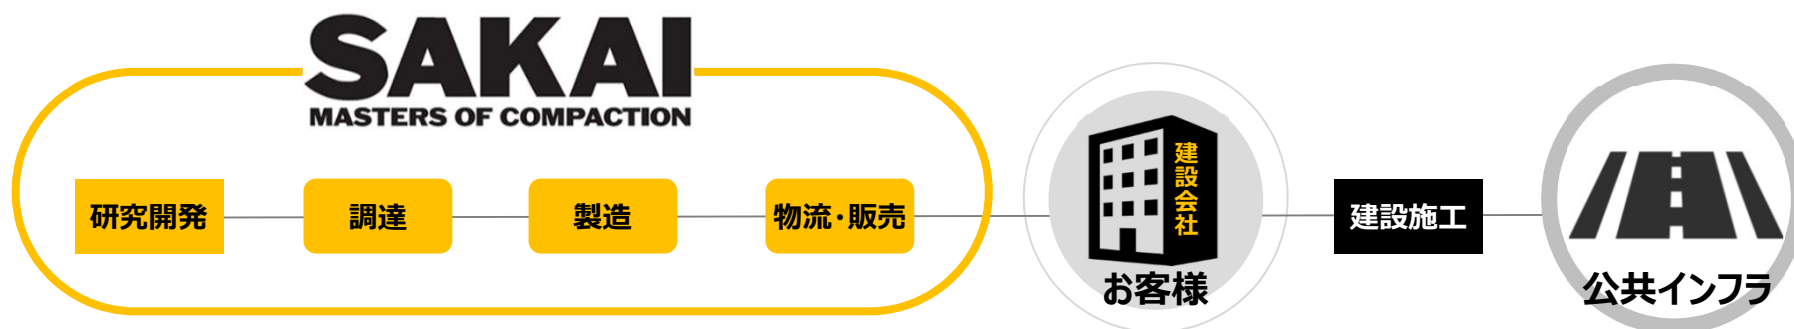 SAKAI
MASTERS OF COMPACTION
研究開発
調達
製造
物流・販売
建設会社
お客様
建設施工
公共インフラ